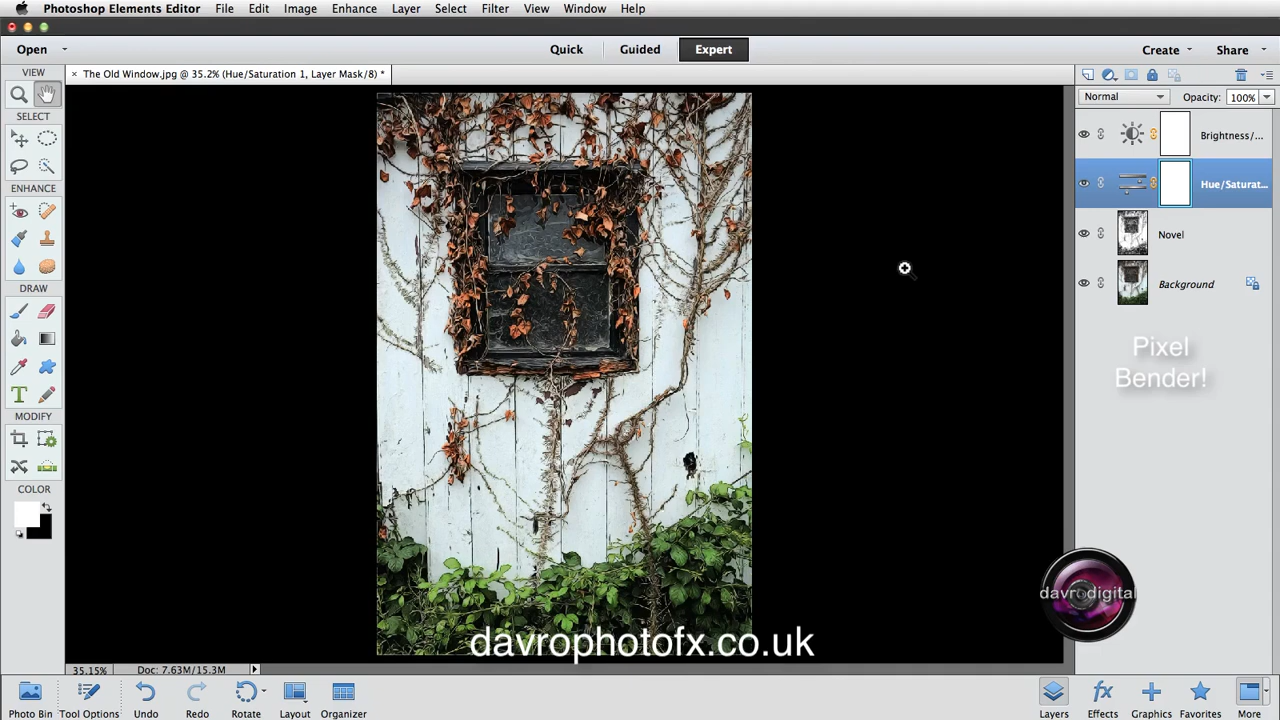 Photoshop Elements Editor File Edit Image Enhance Layer Select Filter View Window Help
Open Quick Guided Expert Create Share
VIEW
The Old Window.jpg @ 35.2% (Hue/Saturation 1, Layer Mask/8) *
Normal Opacity: 100%
SELECT
Brightness/...
Hue/Saturat...
ENHANCE
Novel
Background
DRAW
Pixel
Bender!
T
MODIFY
COLOR
davro digital
davrophotofx.co.uk
35.15% Doc: 7.63M/15.3M
fx
Photo Bin Tool Options Undo Redo Rotate Layout Organizer Layers Effects Graphics Favorites More